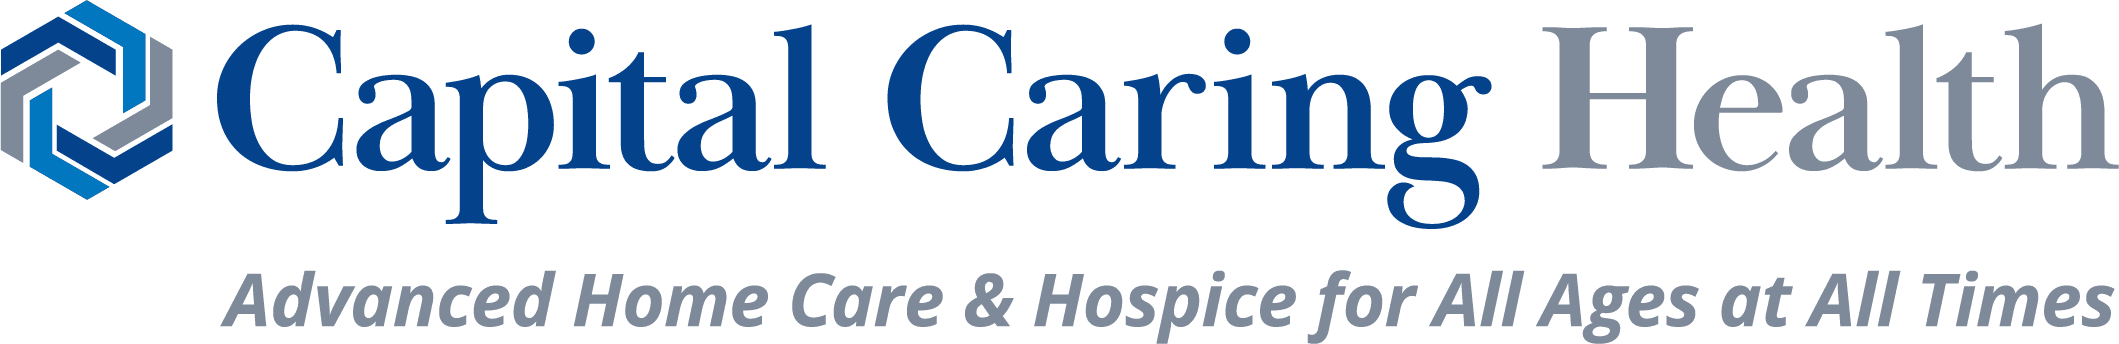 Capital Caring Health
Advanced Home Care & Hospice for All Ages at All Times